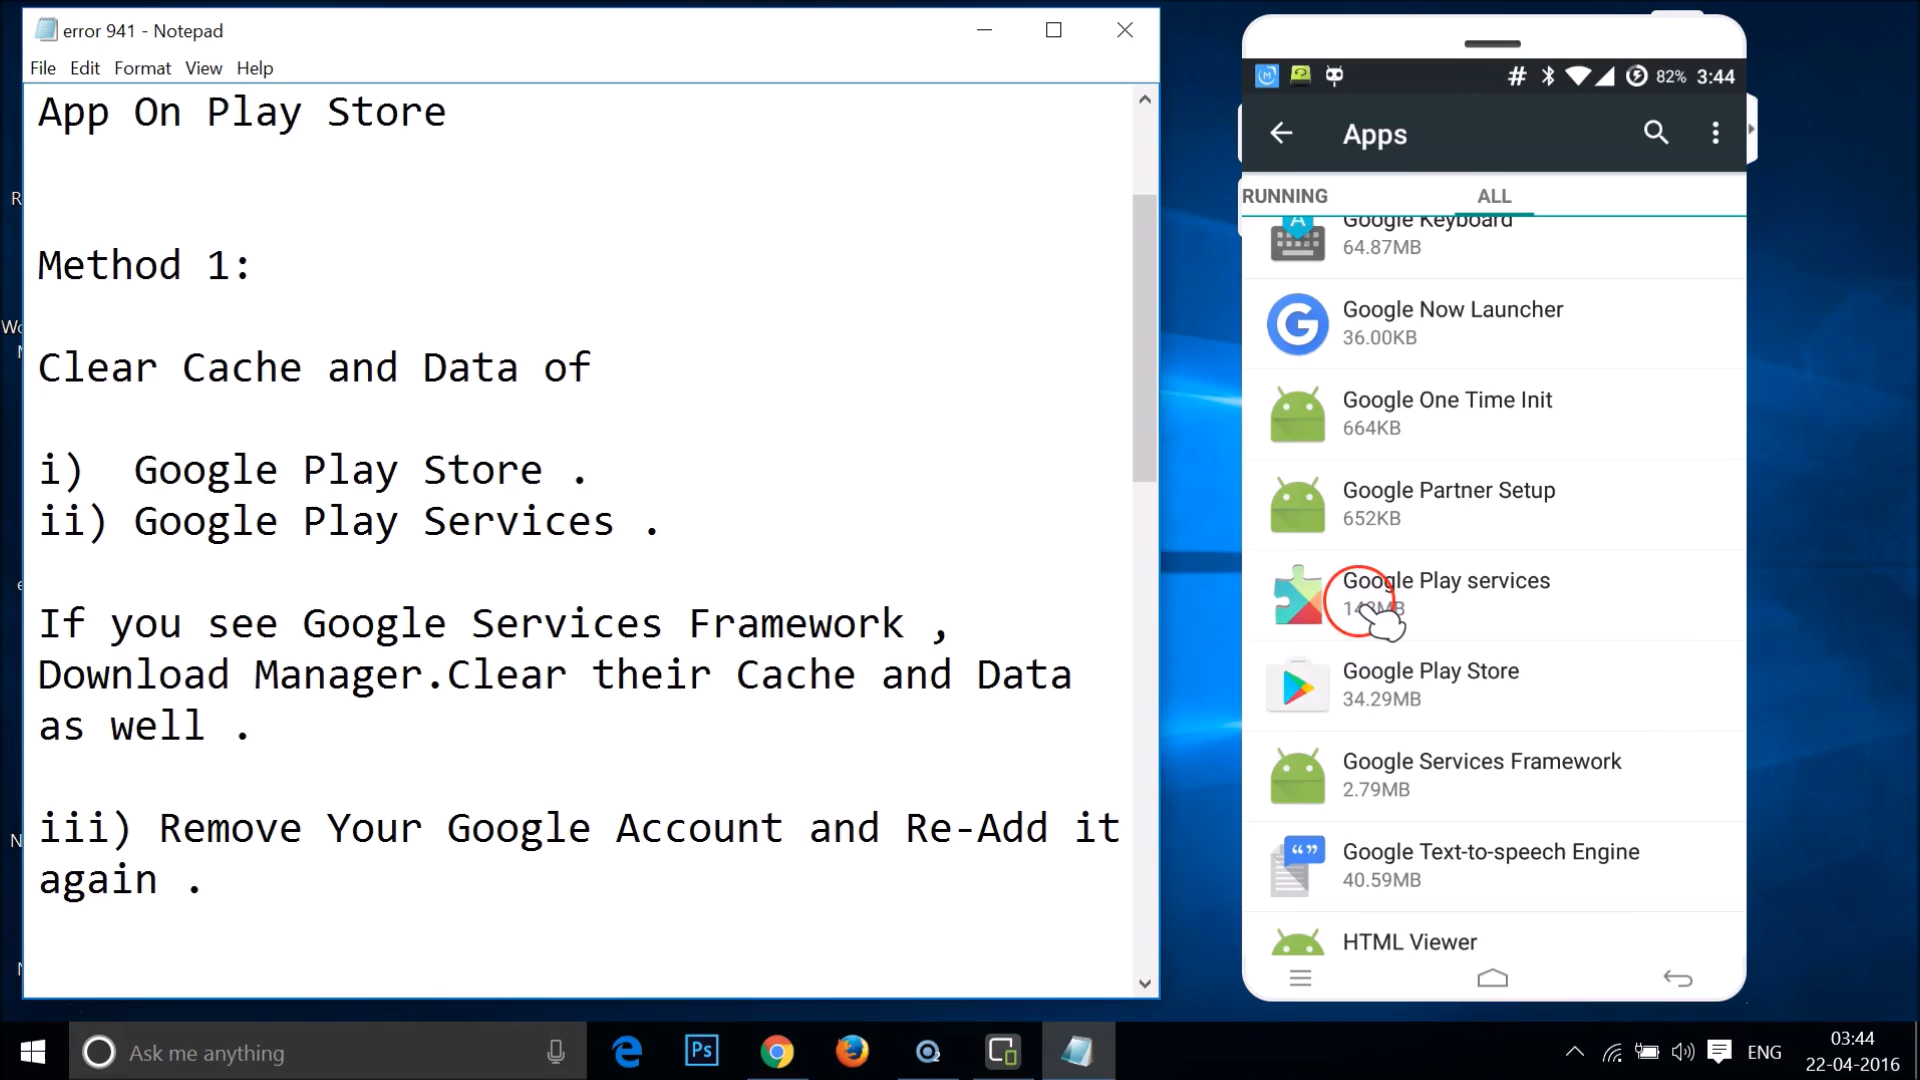 error 941 - Notepad
File Edit Format View Help
App On Play Store
Method 1:
Clear Cache and Data of
i) Google Play Store .
ii) Google Play Services .
If you see Google Services Framework ,
Download Manager.Clear their Cache and Data
as well .
iii) Remove Your Google Account and Re-Add it
again .
82% 3:44
Apps
RUNNING ALL
Google Keyboard
64.87MB
Google Now Launcher
36.00KB
Google One Time Init
664KB
Google Partner Setup
652KB
Google Play services
Google Play Store
34.29MB
Google Services Framework
2.79MB
Google Text-to-speech Engine
40.59MB
HTML Viewer
Ask me anything
Ps
ENG
03:44
22-04-2016